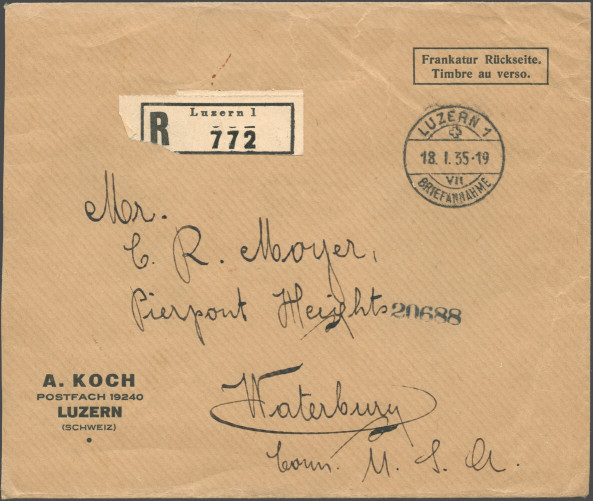 Frankatur Rückseite.
Timbre au verso.
Luzern 1
R 772
LUZERN 1
18. I. 35-19
VII
BRIEFANNAHME
Mr.
C. R. Moyer,
Pierpont Heights
20688
A. KOCH
POSTFACH 19240
LUZERN
(SCHWEIZ)
Waterbury
Conn. U. S. A.